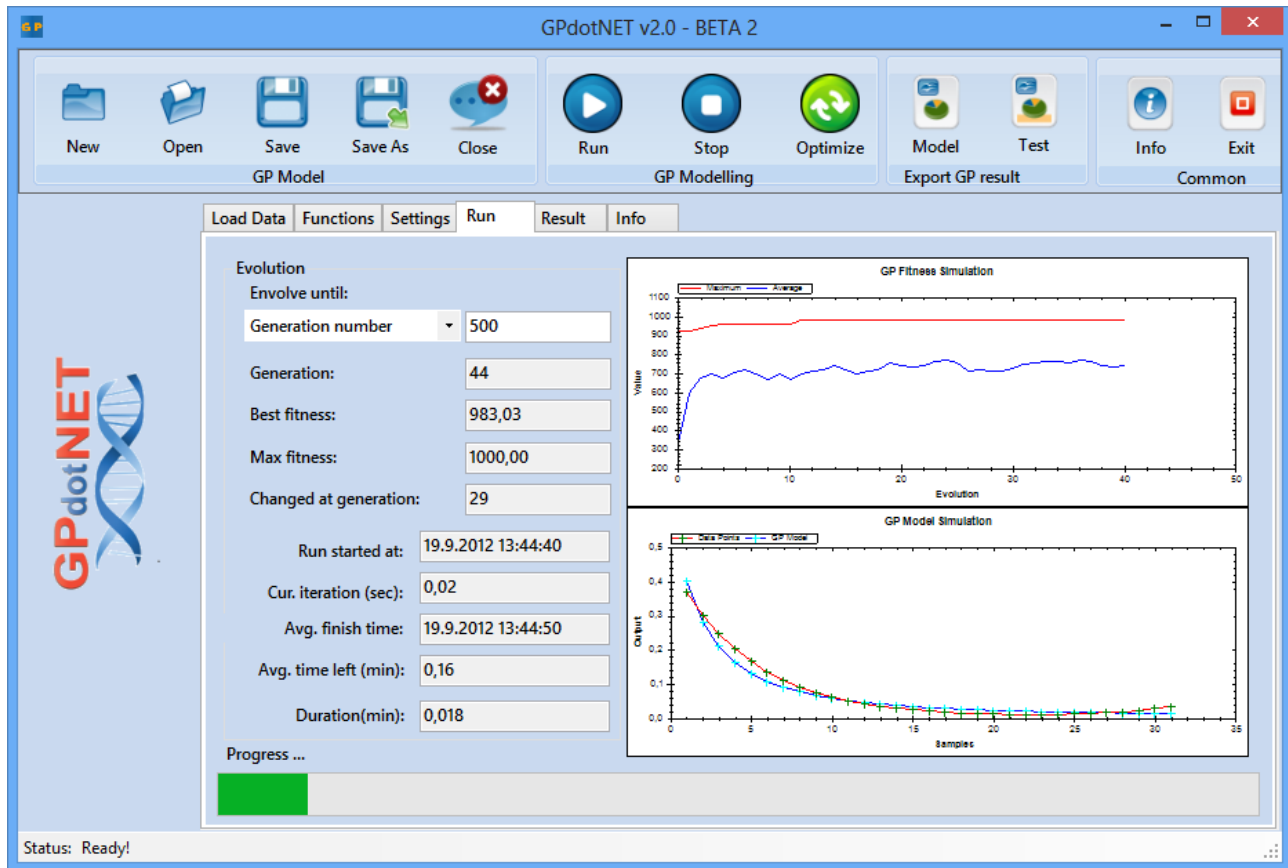 GP
GPdotNET v2.0 - BETA 2
New
Open
Save
Save As
Close
Run
Stop
Optimize
Model
Test
Info
Exit
GP Model
GP Modelling
Export GP result
Common
Load Data
Functions
Settings
Run
Result
Info
GPdotNET
Evolution
Envolve until:
Generation number
500
Generation:
44
Best fitness:
983,03
Max fitness:
1000,00
Changed at generation:
29
Run started at:
19.9.2012 13:44:40
Cur. iteration (sec):
0,02
Avg. finish time:
19.9.2012 13:44:50
Avg. time left (min):
0,16
Duration(min):
0,018
GP Fitness Simulation
Maximum
Average
1100
1000
900
800
700
600
500
400
300
200
Value
0
10
20
30
40
50
Evolution
GP Model Simulation
Data Points
GP Model
0,5
0,4
0,3
0,2
0,1
0,0
Output
0
5
10
15
20
25
30
35
Samples
Progress ...
Status: Ready!